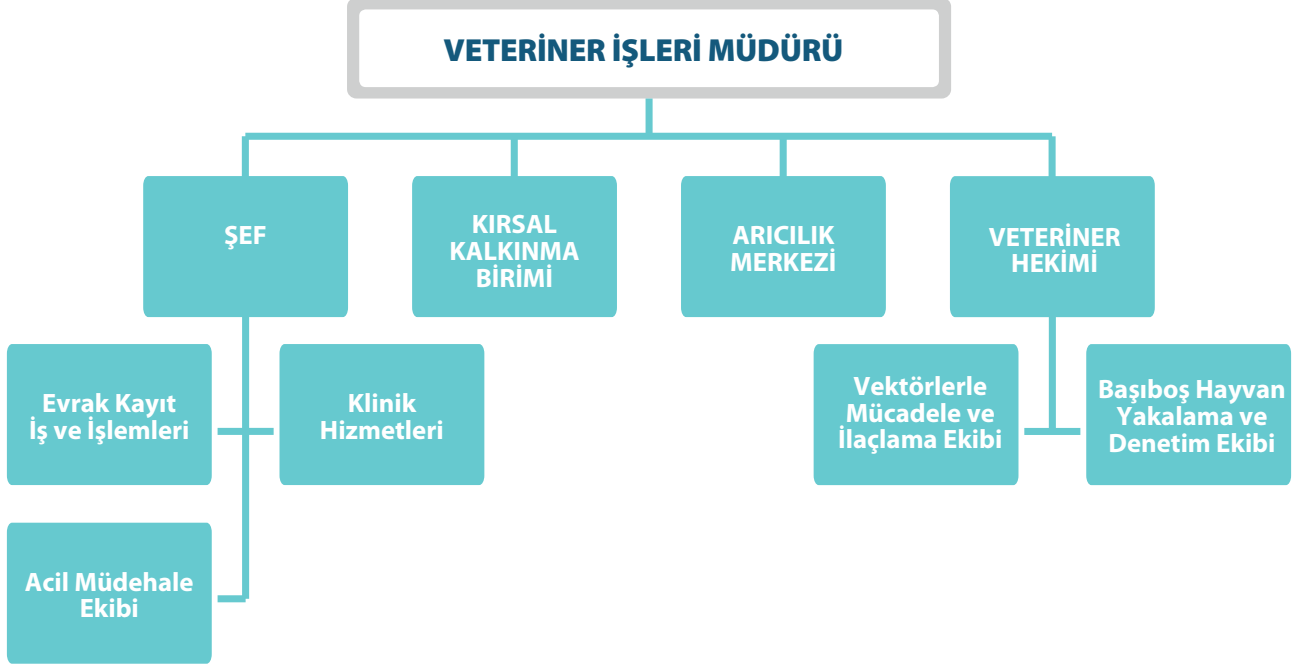 VETERİNER İŞLERİ MÜDÜRÜ
ŞEF
KIRSAL
KALKINMA
BİRİMİ
ARICILIK
MERKEZİ
VETERİNER
HEKİMİ
Evrak Kayıt
İş ve İşlemleri
Klinik
Hizmetleri
Vektörlerle
Mücadele ve
İlaçlama Ekibi
Başıboş Hayvan
Yakalama ve
Denetim Ekibi
Acil Müdehale
Ekibi